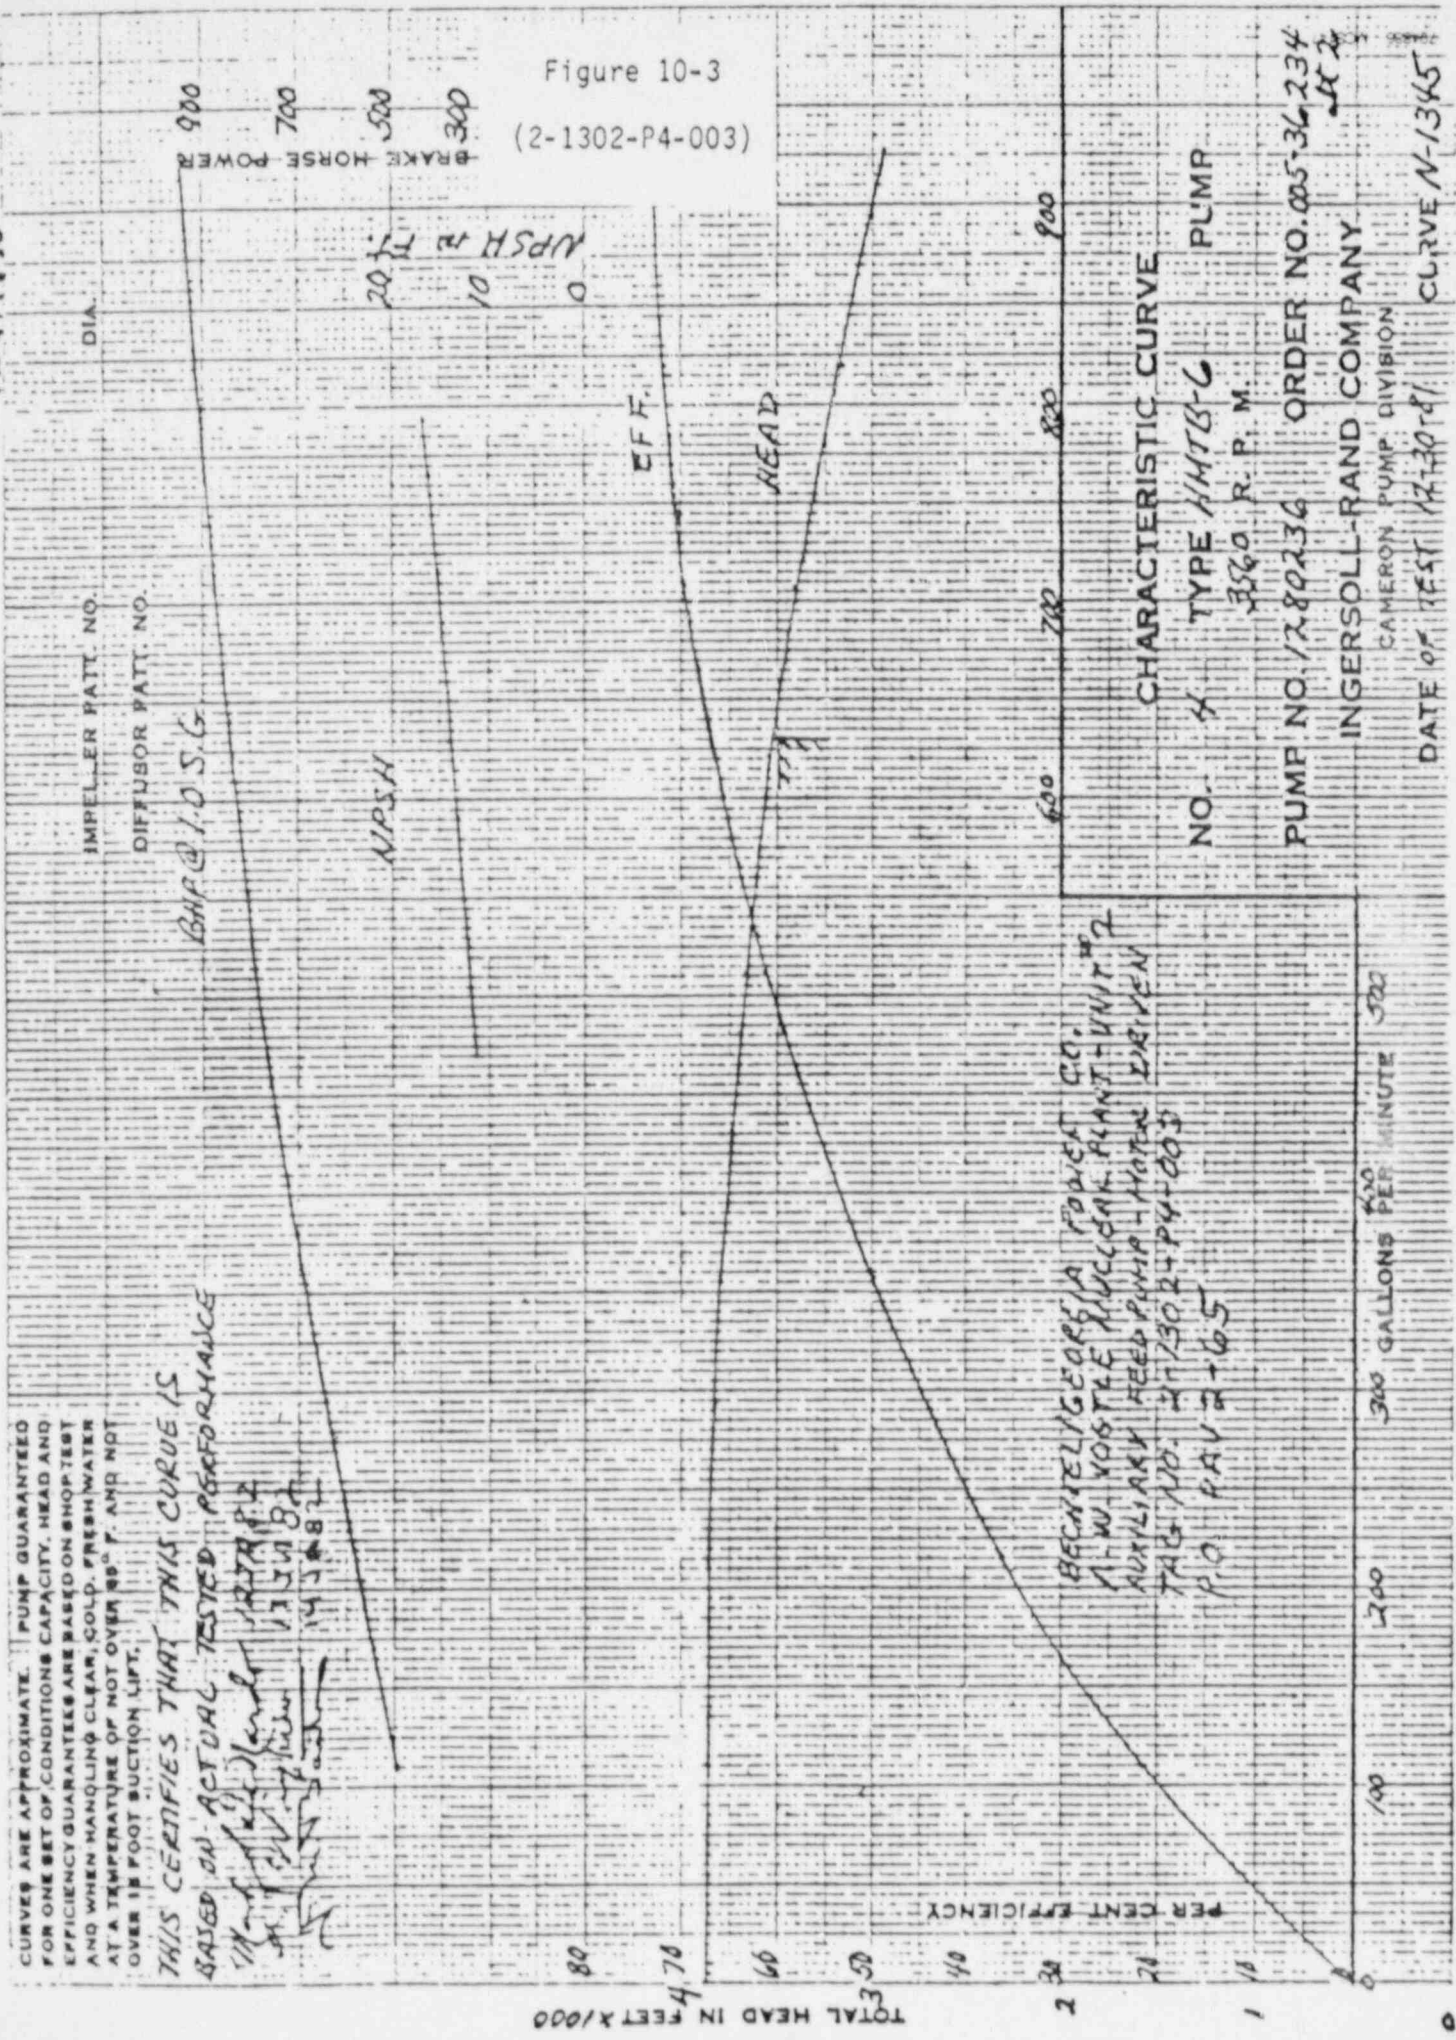 Figure 10-3
(2-1302-P4-003)
CURVES ARE APPROXIMATE. PUMP GUARANTEED
FOR ONE SET OF CONDITIONS CAPACITY, HEAD AND
EFFICIENCY GUARANTEES ARE BASED ON SHOP TEST
AND WHEN HANDLING CLEAR, COLD, FRESH WATER
AT A TEMPERATURE OF NOT OVER 85° F. AND NOT
OVER 15 FOOT SUCTION LIFT.
THIS CERTIFIES THAT THIS CURVE IS
BASED ON ACTUAL TESTED PERFORMANCE
IMPELLER PATT. NO.
DIA.
DIFFUSOR PATT. NO.
BHP @ 1.0 S.G.
NPSH
EFF.
HEAD
BRAKE HORSE POWER
900
700
500
300
NPSH in FT
20
10
0
TOTAL HEAD IN FEET X 1000
4
3
2
1
PER CENT EFFICIENCY
80
70
60
50
40
30
20
10
0
0
100
200
300
400
500
600
700
800
900
GALLONS PER MINUTE
BECHTEL/GEORGIA POWER CO.
A.W. VOGTLE NUCLEAR PLANT-UNIT #2
AUXILIARY FEED PUMP-MOTOR DRIVEN
TAG NO. 2-1302-P4-003
P.O. PAV 2-65
CHARACTERISTIC CURVE
NO. 4 TYPE HMTB-6 PUMP
3560 R. P. M.
PUMP NO. 1280236 ORDER NO. 005-36234
INGERSOLL-RAND COMPANY
CAMERON PUMP DIVISION
DATE OF TEST 12-30-81 CURVE N-1345